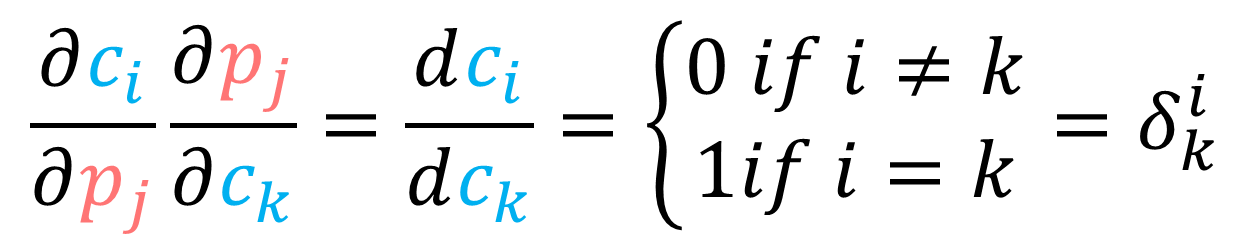 ∂c_i/∂p_j ∂p_j/∂c_k = dc_i/dc_k = { 0 if i ≠ k, 1if i = k = δ^i_k